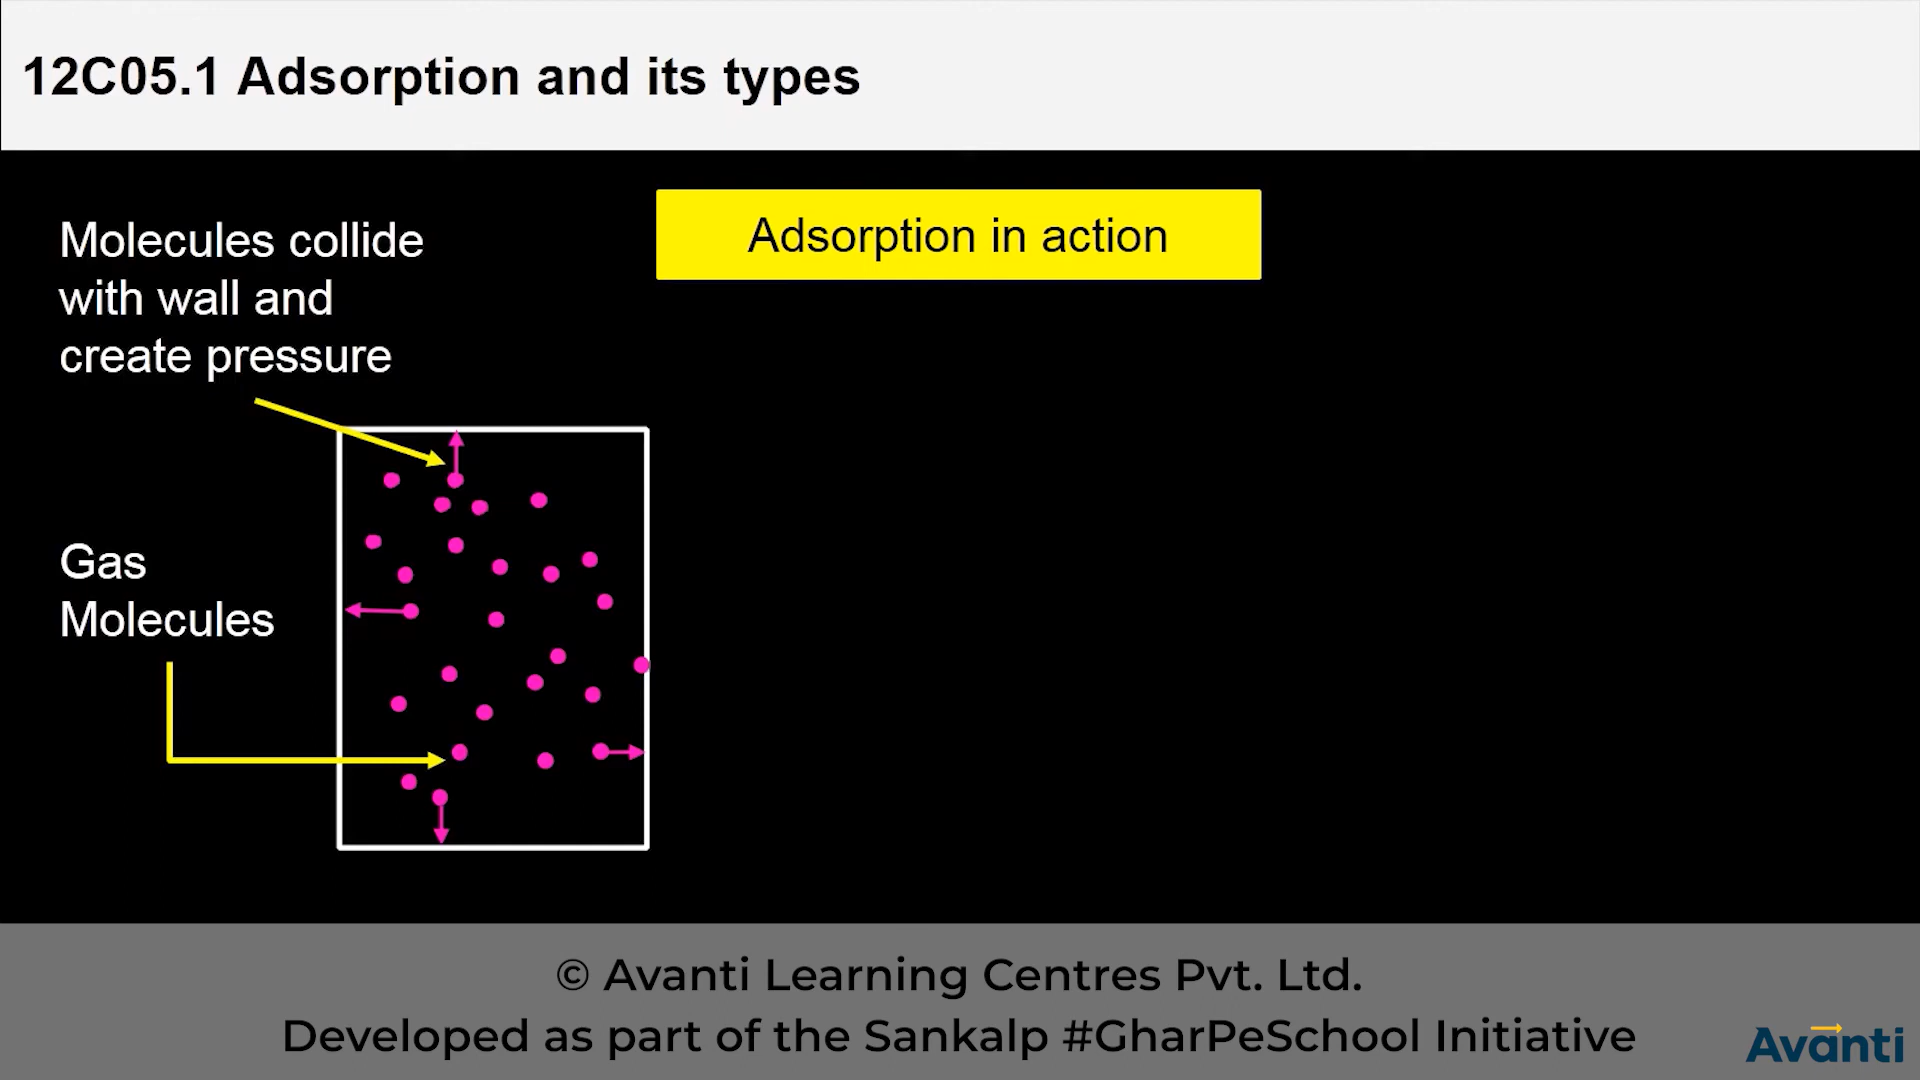 12C05.1 Adsorption and its types
Adsorption in action
Molecules collide
with wall and
create pressure
Gas
Molecules
© Avanti Learning Centres Pvt. Ltd.
Developed as part of the Sankalp #GharPeSchool Initiative
Avanti